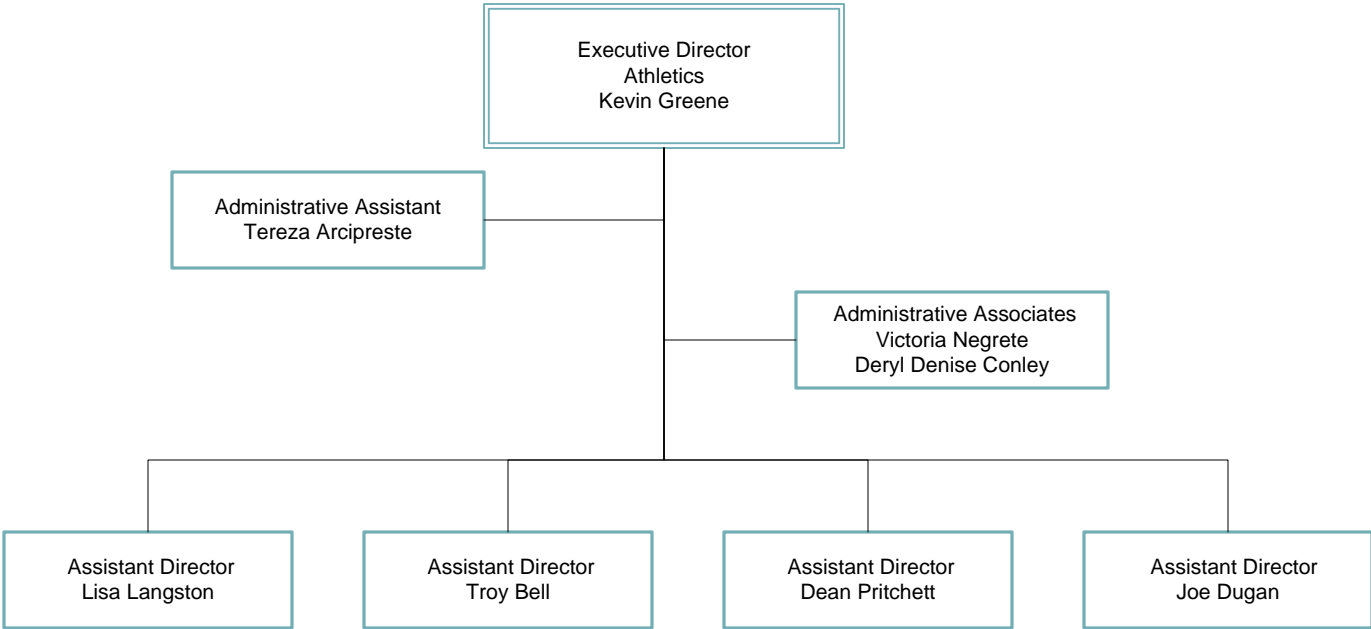 Executive Director
Athletics
Kevin Greene
Administrative Assistant
Tereza Arcipreste
Administrative Associates
Victoria Negrete
Deryl Denise Conley
Assistant Director
Lisa Langston
Assistant Director
Troy Bell
Assistant Director
Dean Pritchett
Assistant Director
Joe Dugan